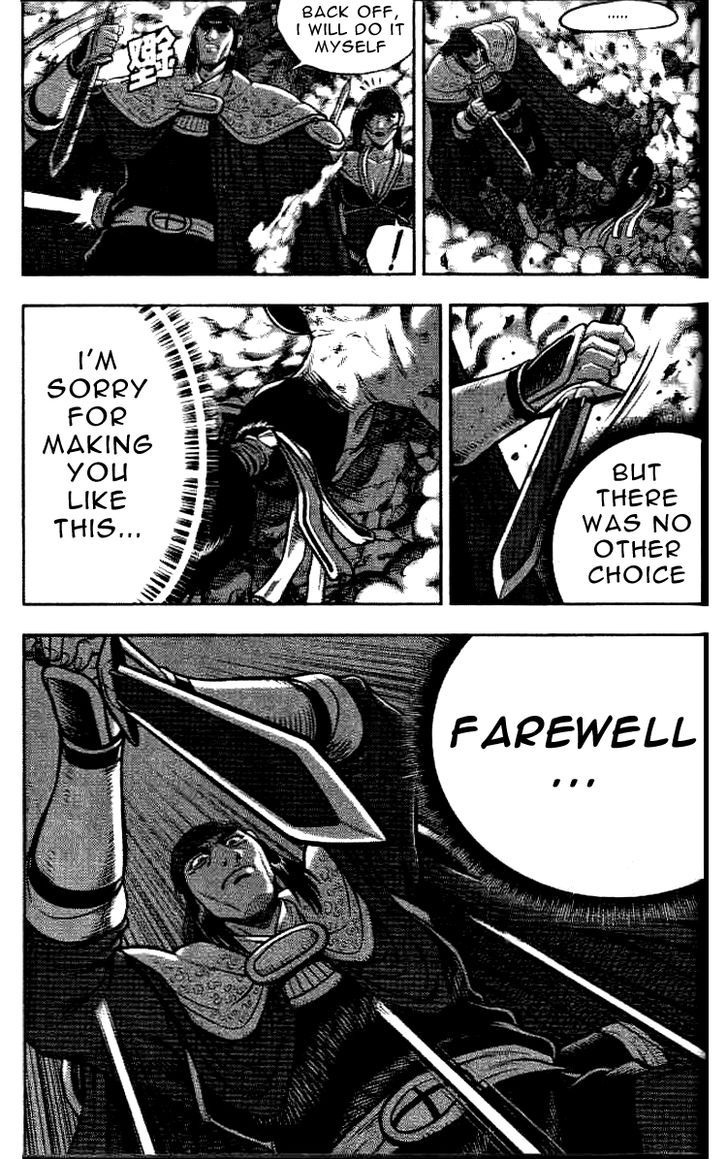 BACK OFF,
I WILL DO IT
MYSELF
!
.....
I'M
SORRY
FOR
MAKING
YOU
LIKE
THIS...
BUT
THERE
WAS NO
OTHER
CHOICE
FAREWELL
...